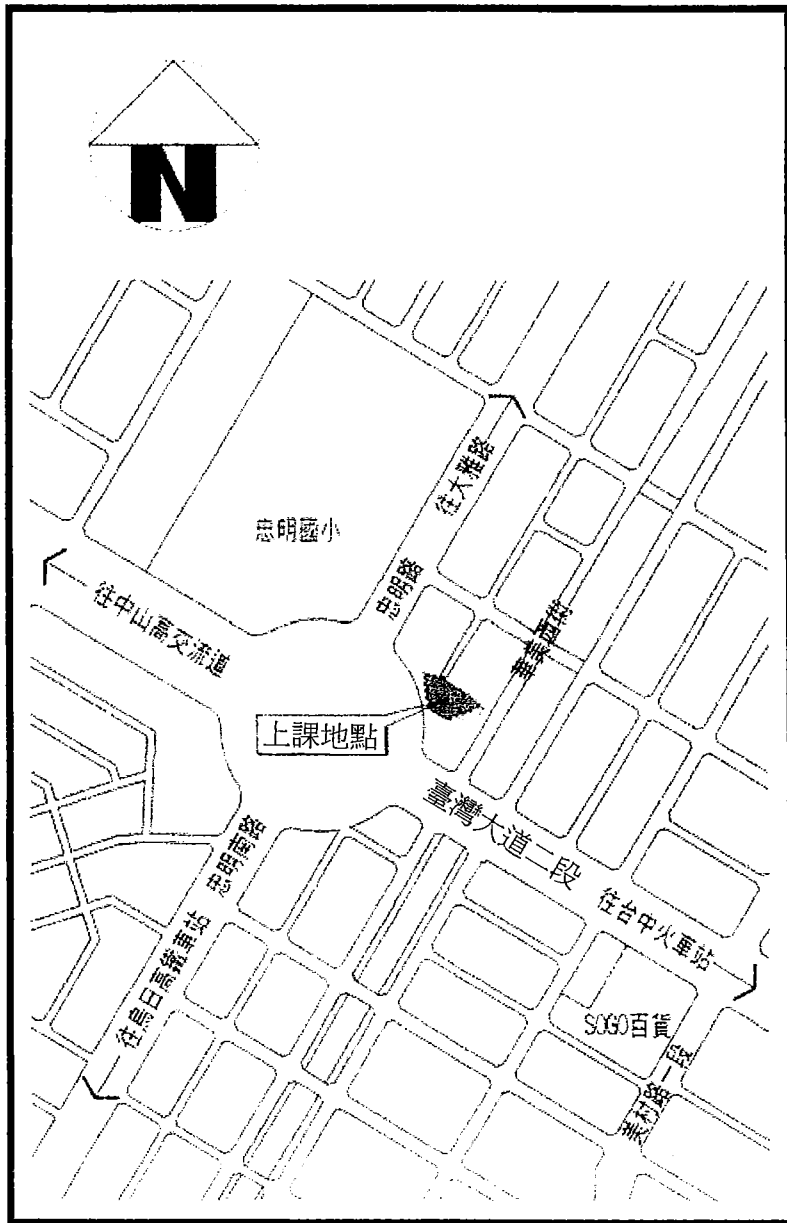 N
往大雅路
忠明國小
忠明路
往中山高交流道
華美西街
上課地點
臺灣大道二段
忠明南路
往台中火車站
往烏日高鐵車站
SOGO百貨
美村路一段